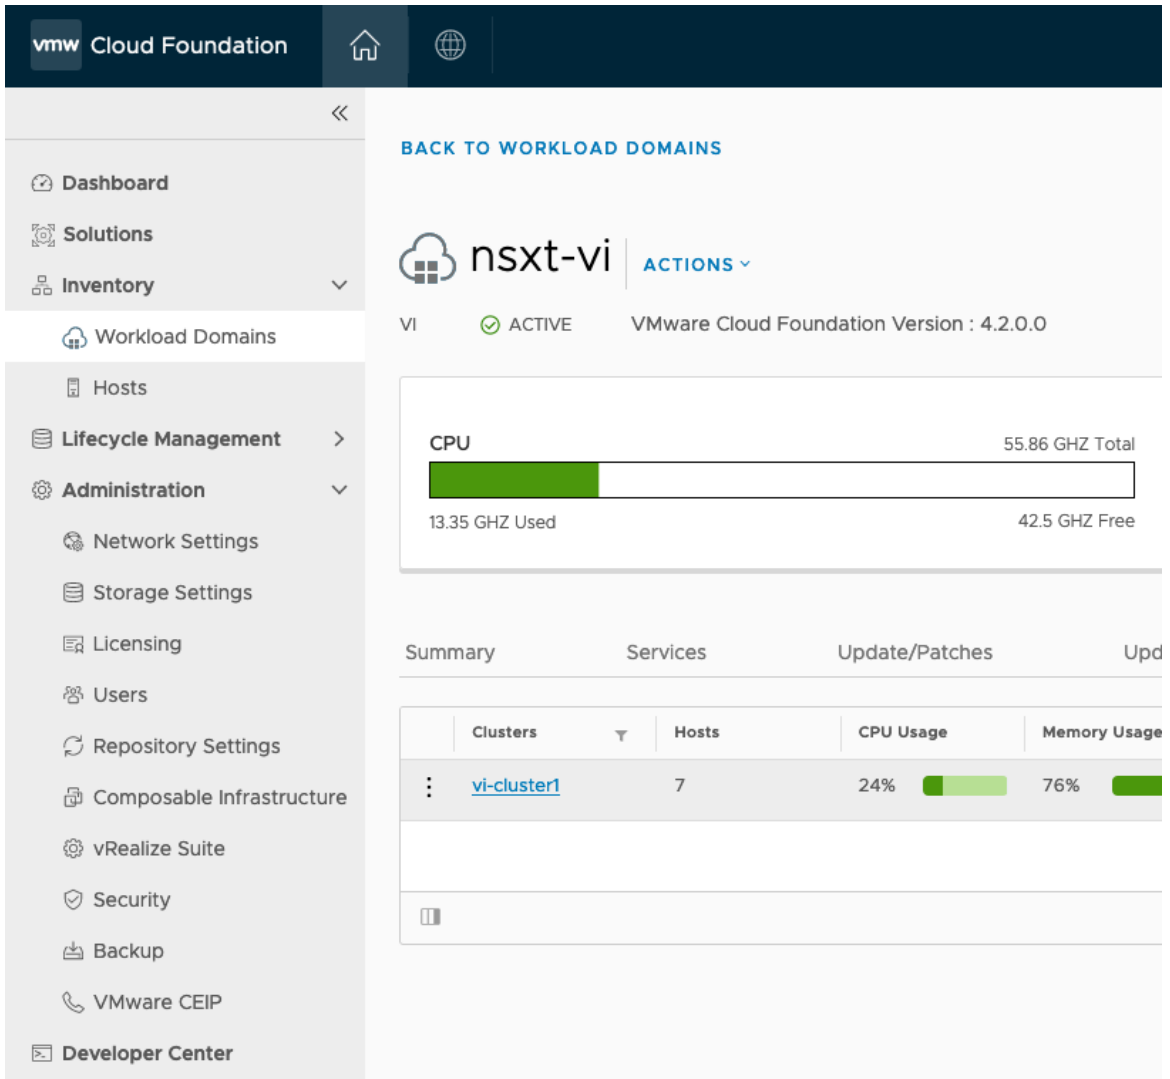 vmw Cloud Foundation
BACK TO WORKLOAD DOMAINS
Dashboard
Solutions
Inventory
Workload Domains
Hosts
Lifecycle Management
Administration
Network Settings
Storage Settings
Licensing
Users
Repository Settings
Composable Infrastructure
vRealize Suite
Security
Backup
VMware CEIP
Developer Center
nsxt-vi ACTIONS
VI ACTIVE VMware Cloud Foundation Version : 4.2.0.0
CPU 55.86 GHZ Total
13.35 GHZ Used 42.5 GHZ Free
Summary Services Update/Patches Upd
Clusters Hosts CPU Usage Memory Usage
vi-cluster1 7 24% 76%